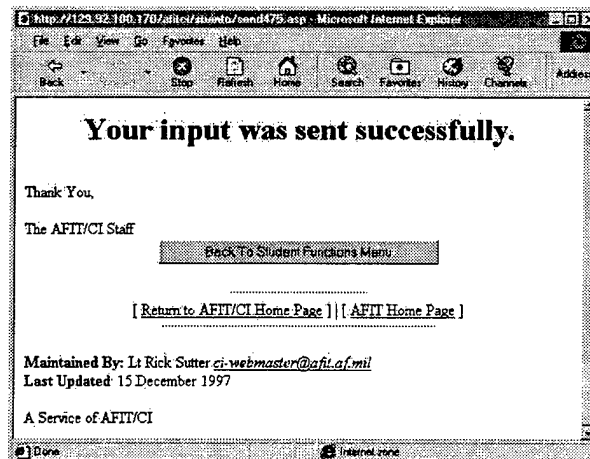 http://129.92.100.170/afitci/stuinfo/send475.asp - Microsoft Internet Explorer
File Edit View Go Favorites Help
Back Stop Refresh Home Search Favorites History Channels Address
Your input was sent successfully.
Thank You,
The AFIT/CI Staff
Back To Student Functions Menu
[ Return to AFIT/CI Home Page ] | [ AFIT Home Page ]
Maintained By: Lt Rick Sutter ci-webmaster@afit.af.mil
Last Updated: 15 December 1997
A Service of AFIT/CI
Done Internet zone